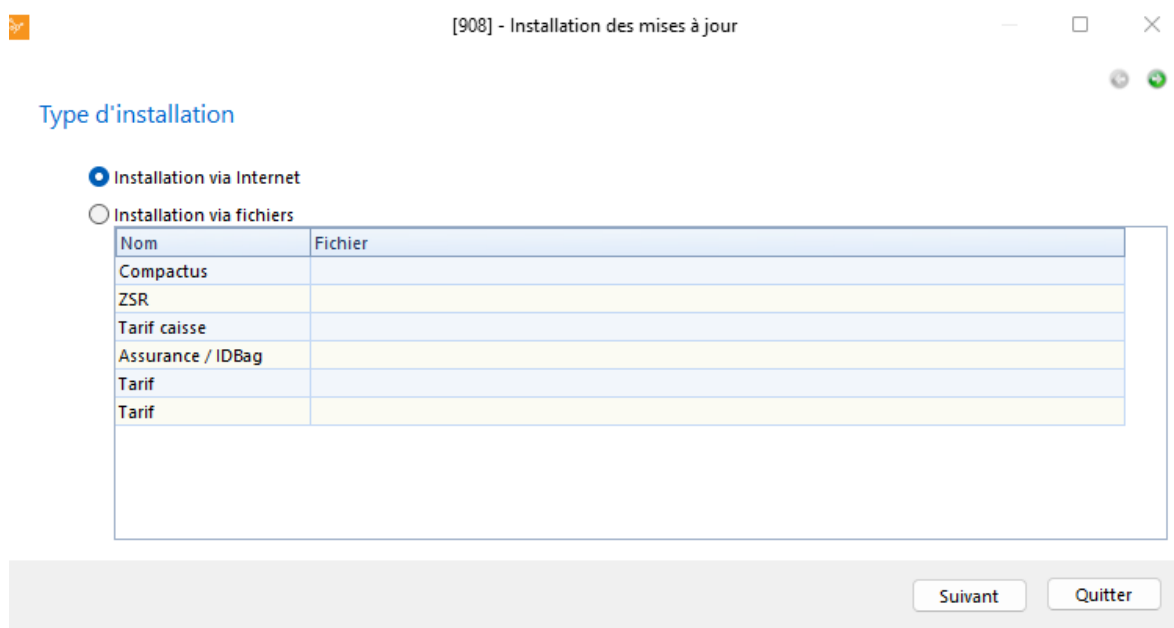 [908] - Installation des mises à jour
Type d'installation
Installation via Internet
Installation via fichiers
Nom Fichier
Compactus
ZSR
Tarif caisse
Assurance / IDBag
Tarif
Tarif
Suivant Quitter